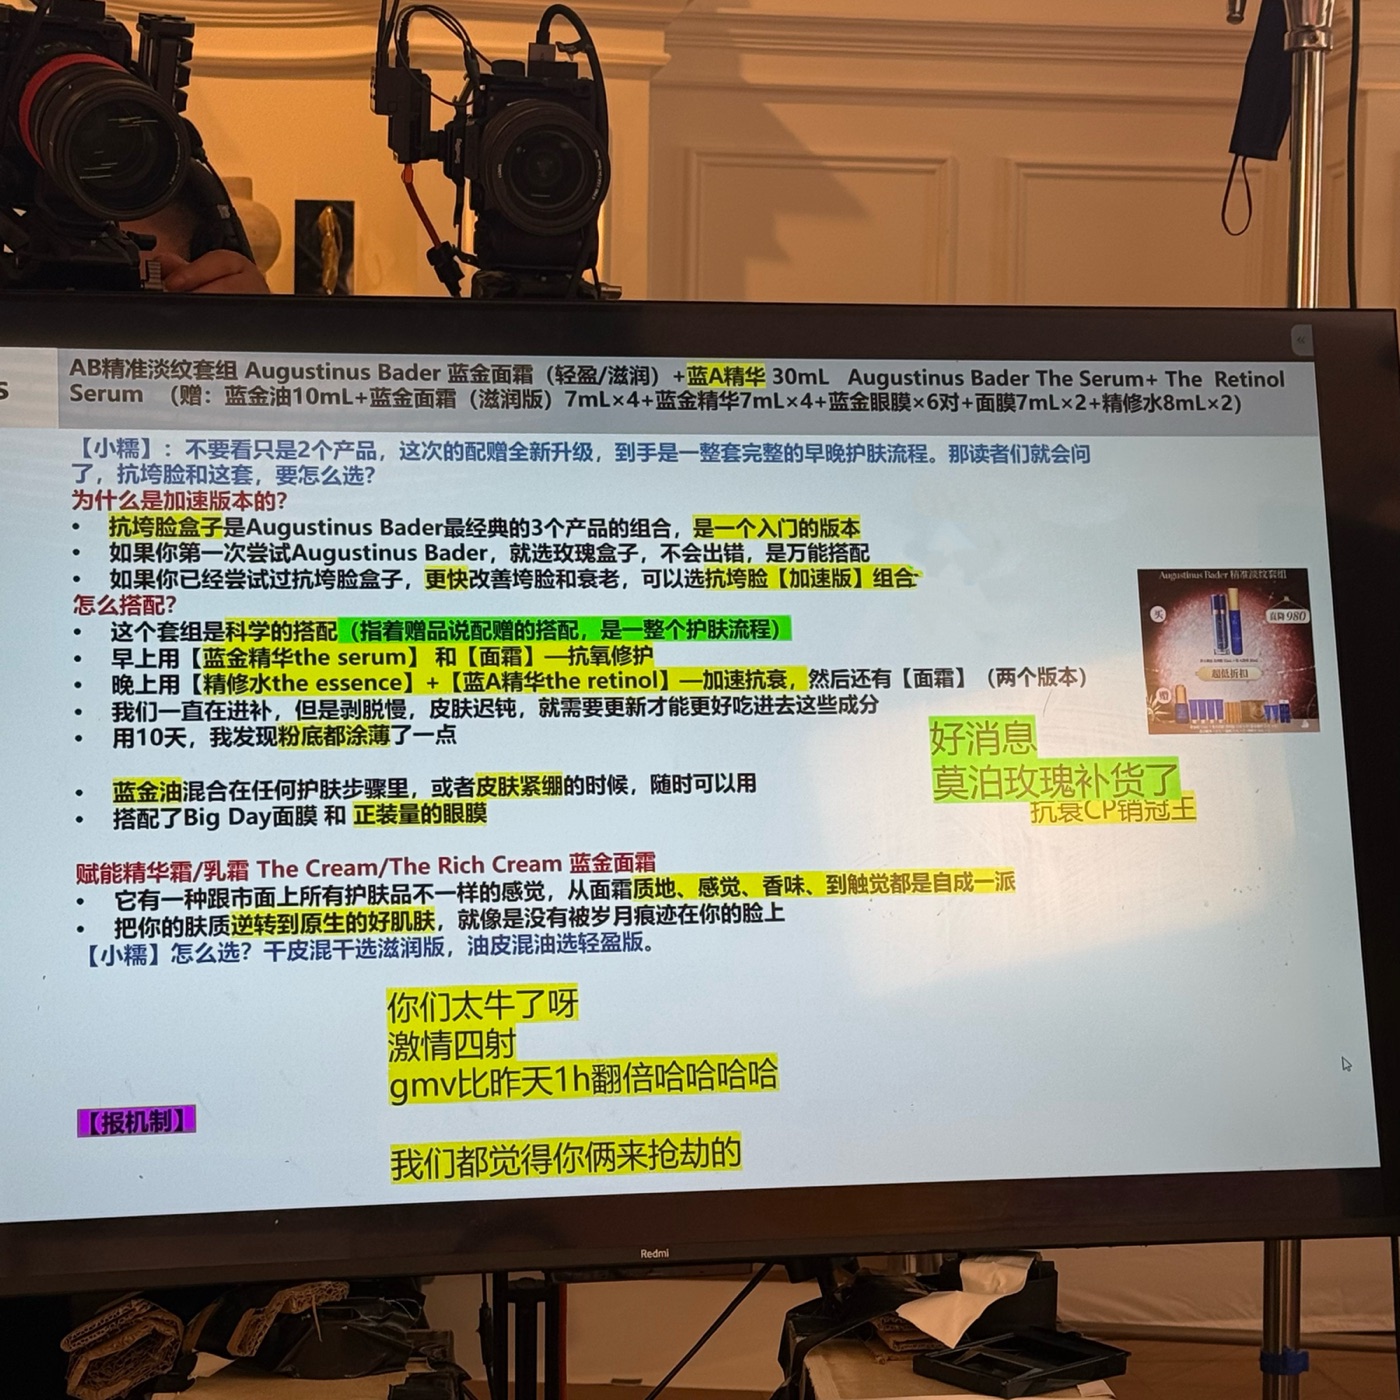 S
AB精准淡纹套组 Augustinus Bader 蓝金面霜（轻盈/滋润）+蓝A精华 30mL Augustinus Bader The Serum+ The Retinol
Serum （赠：蓝金油10mL+蓝金面霜（滋润版）7mL×4+蓝金精华7mL×4+蓝金眼膜×6对+面膜7mL×2+精修水8mL×2）
【小糯】：不要看只是2个产品，这次的配赠全新升级，到手是一整套完整的早晚护肤流程。那读者们就会问
了，抗垮脸和这套，要怎么选？
为什么是加速版本的？
• 抗垮脸盒子是Augustinus Bader最经典的3个产品的组合，是一个入门的版本
• 如果你第一次尝试Augustinus Bader，就选玫瑰盒子，不会出错，是万能搭配
• 如果你已经尝试过抗垮脸盒子，更快改善垮脸和衰老，可以选抗垮脸【加速版】组合
怎么搭配？
• 这个套组是科学的搭配（指着赠品说配赠的搭配，是一整个护肤流程）
• 早上用【蓝金精华the serum】 和【面霜】—抗氧修护
• 晚上用【精修水the essence】+【蓝A精华the retinol】—加速抗衰，然后还有【面霜】（两个版本）
• 我们一直在进补，但是剥脱慢，皮肤迟钝，就需要更新才能更好吃进去这些成分
• 用10天，我发现粉底都涂薄了一点
• 蓝金油混合在任何护肤步骤里，或者皮肤紧绷的时候，随时可以用
• 搭配了Big Day面膜 和 正装量的眼膜
Augustinus Bader 精准淡纹套组
买
直降980
超低折扣
赠
好消息
莫泊玫瑰补货了
抗衰CP销冠王
赋能精华霜/乳霜 The Cream/The Rich Cream 蓝金面霜
• 它有一种跟市面上所有护肤品不一样的感觉，从面霜质地、感觉、香味、到触觉都是自成一派
• 把你的肤质逆转到原生的好肌肤，就像是没有被岁月痕迹在你的脸上
【小糯】怎么选？干皮混干选滋润版，油皮混油选轻盈版。
你们太牛了呀
激情四射
gmv比昨天1h翻倍哈哈哈哈
【报机制】
我们都觉得你俩来抢劫的
Redmi